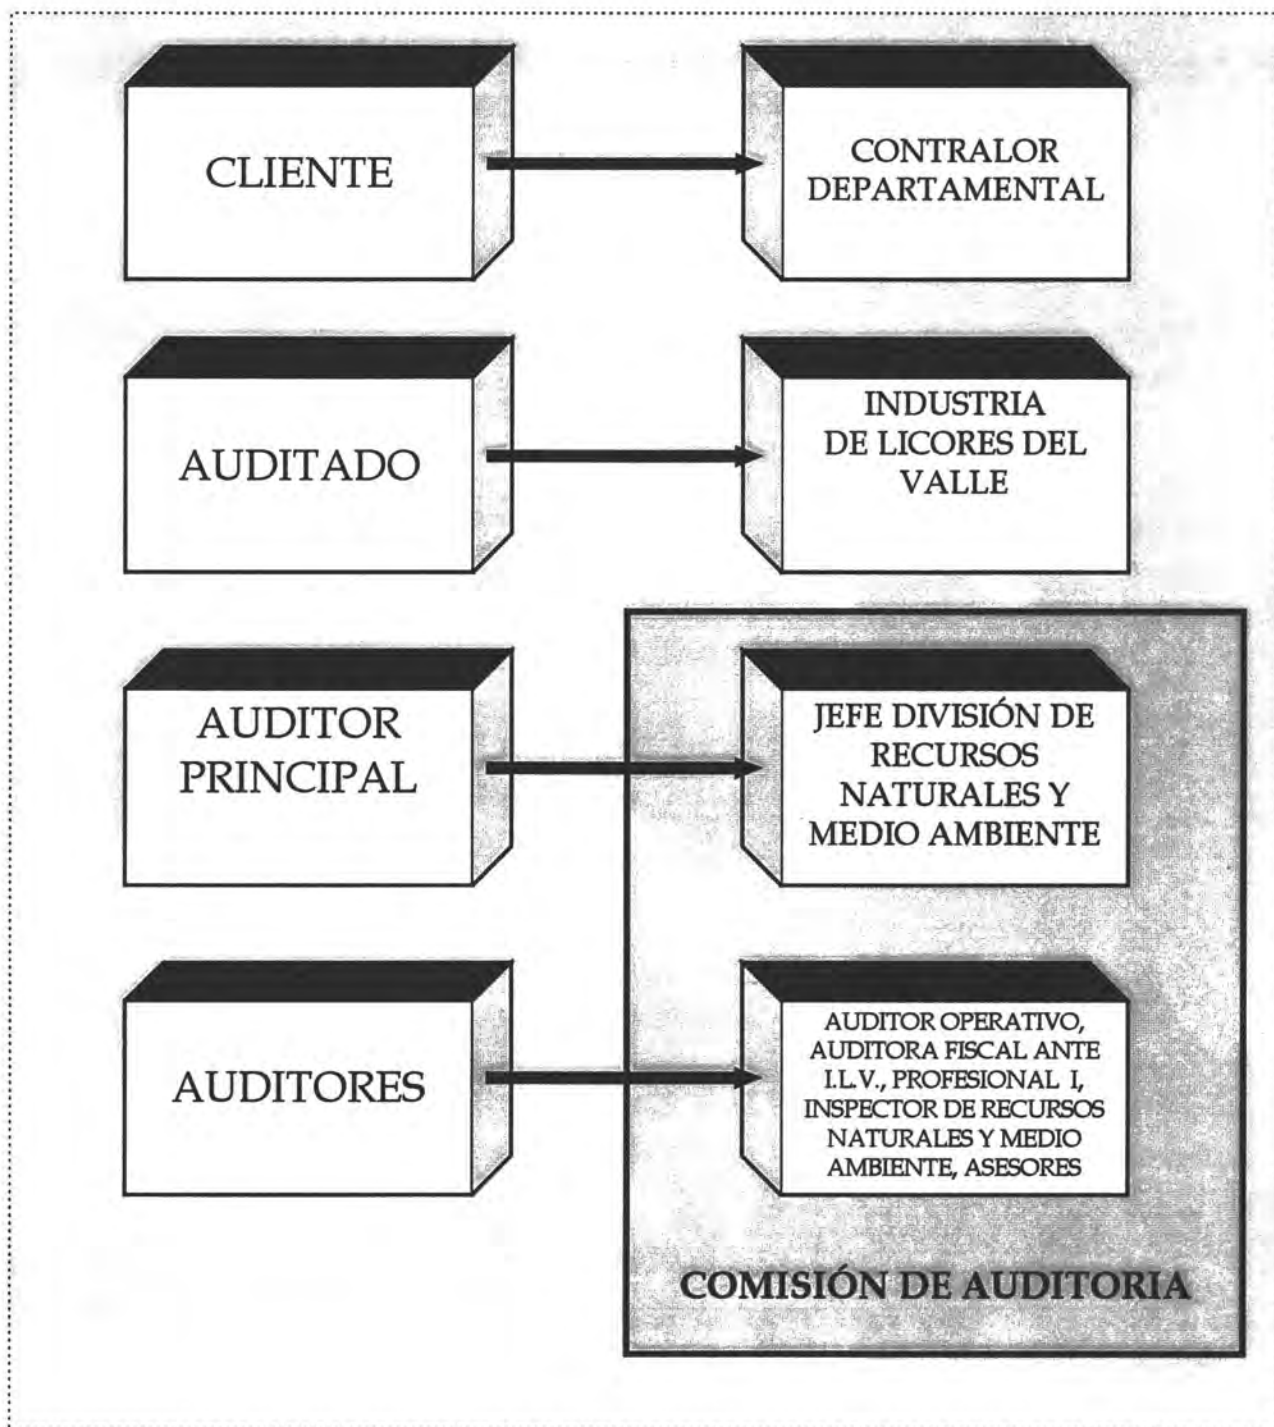 CLIENTE
CONTRALOR
DEPARTAMENTAL
AUDITADO
INDUSTRIA
DE LICORES DEL
VALLE
AUDITOR
PRINCIPAL
JEFE DIVISIÓN DE
RECURSOS
NATURALES Y
MEDIO AMBIENTE
AUDITORES
AUDITOR OPERATIVO,
AUDITORA FISCAL ANTE
I.L.V., PROFESIONAL I,
INSPECTOR DE RECURSOS
NATURALES Y MEDIO
AMBIENTE, ASESORES
COMISIÓN DE AUDITORIA